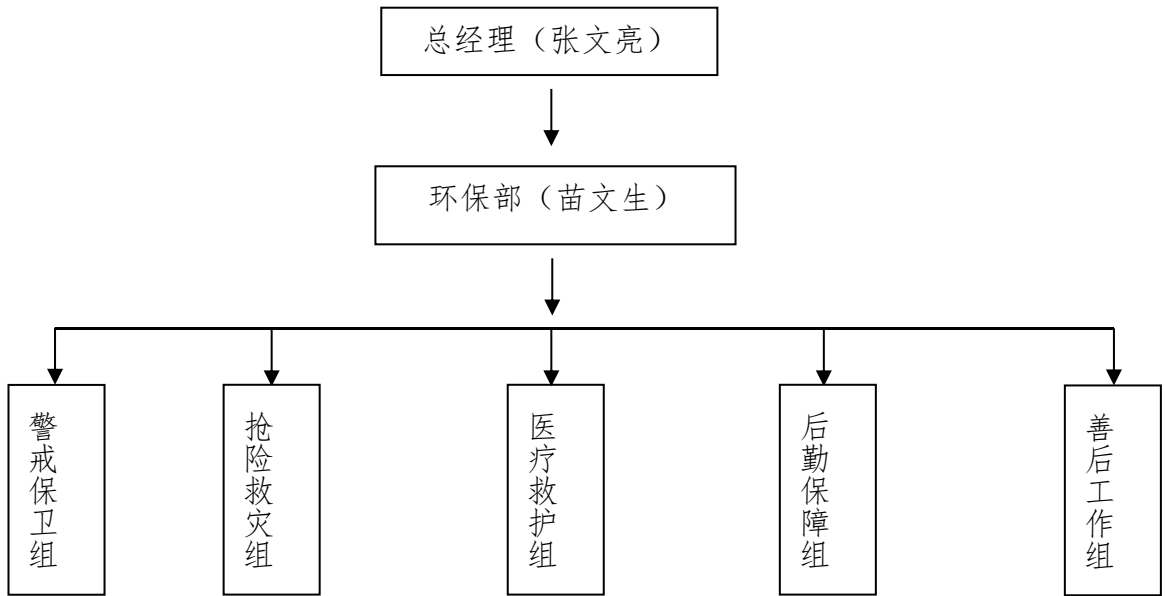 总经理（张文亮）
环保部（苗文生）
警戒保卫组
抢险救灾组
医疗救护组
后勤保障组
善后工作组